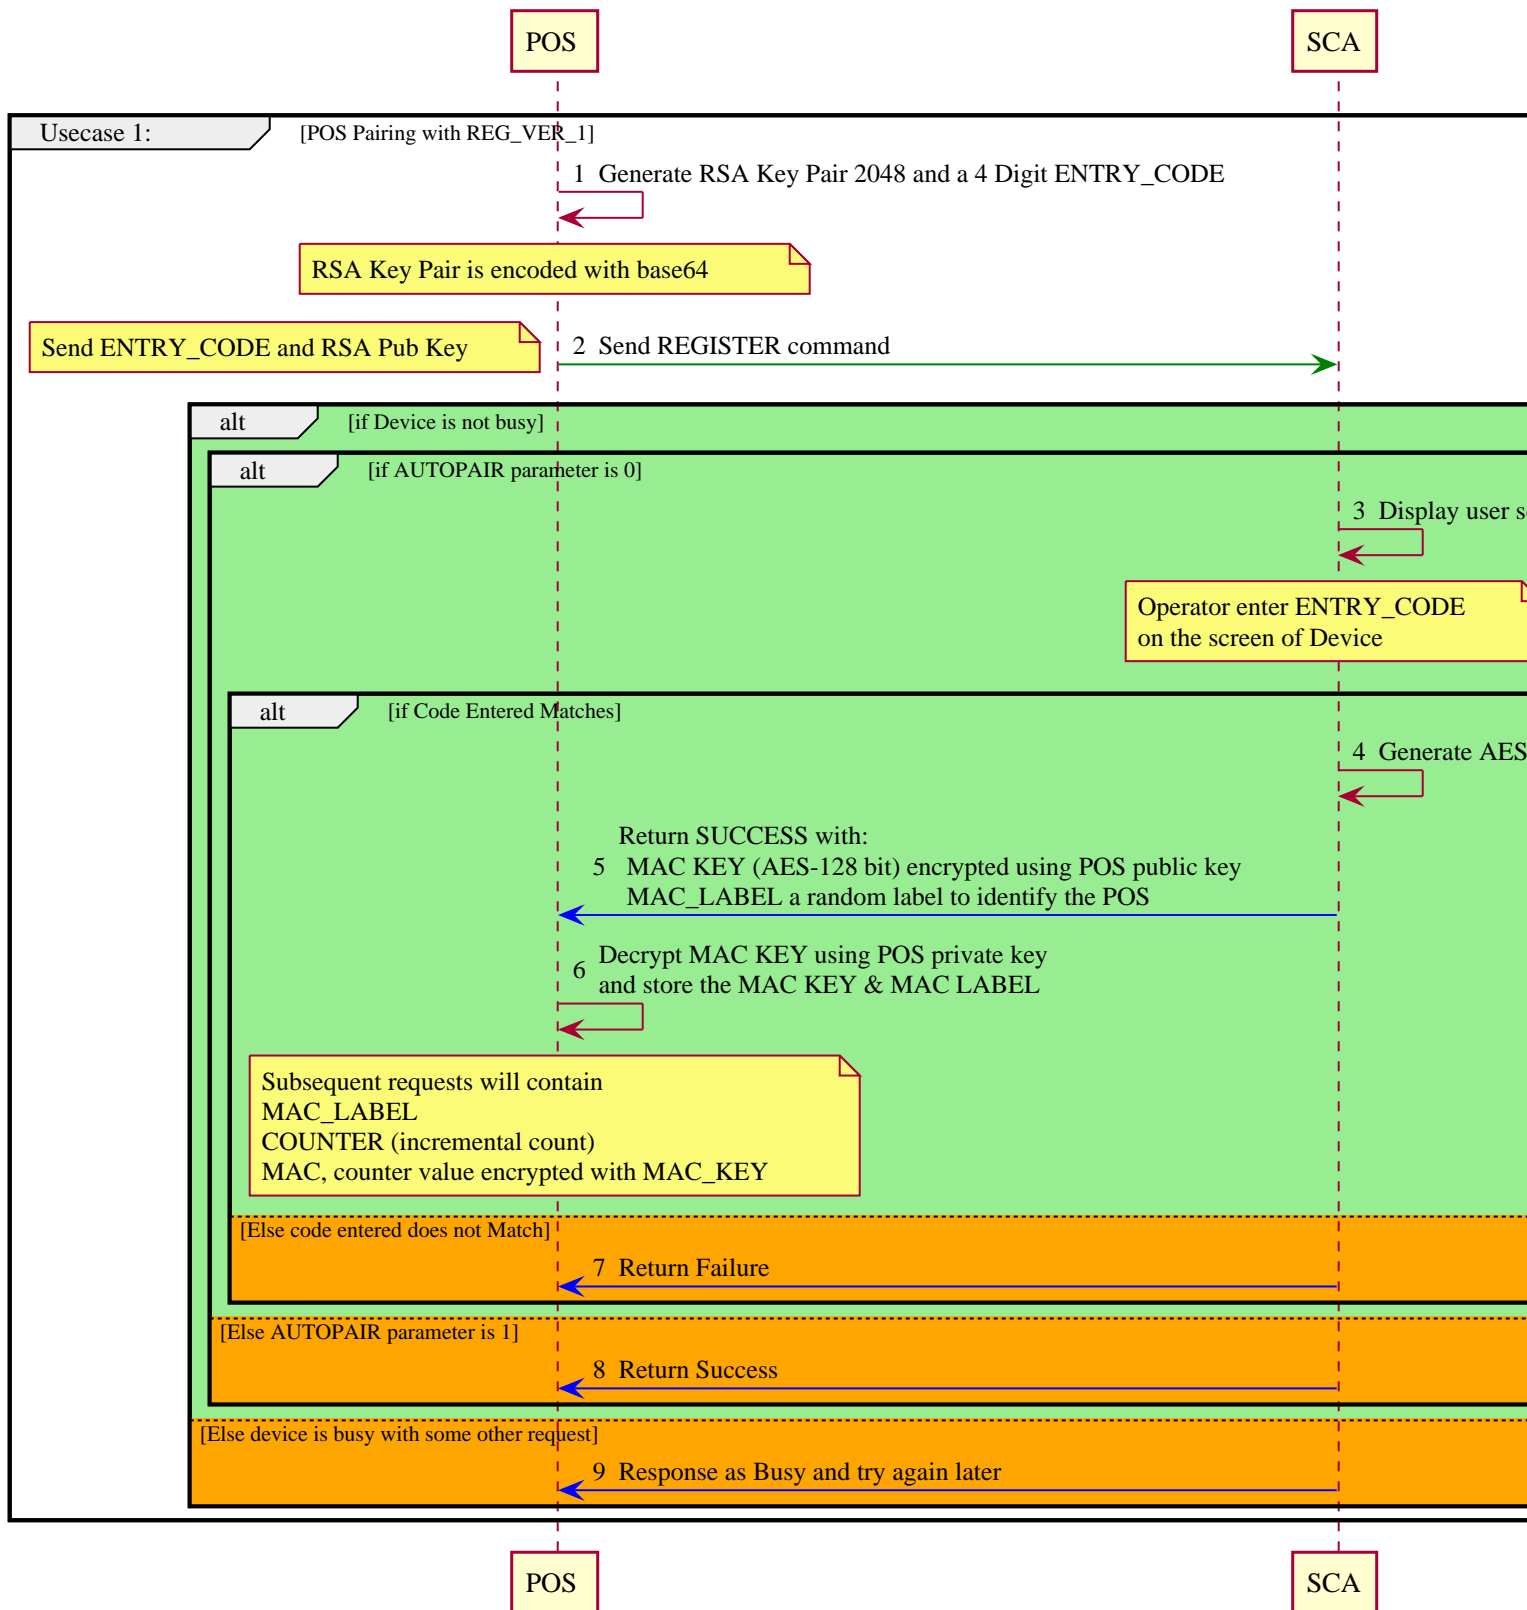 POS
SCA
Usecase 1:
[POS Pairing with REG_VER_1]
1 Generate RSA Key Pair 2048 and a 4 Digit ENTRY_CODE
RSA Key Pair is encoded with base64
Send ENTRY_CODE and RSA Pub Key
2 Send REGISTER command
alt
[if Device is not busy]
alt
[if AUTOPAIR parameter is 0]
3 Display user
Operator enter ENTRY_CODE
on the screen of Device
alt
[if Code Entered Matches]
4 Generate AES
Return SUCCESS with:
5 MAC KEY (AES-128 bit) encrypted using POS public key
MAC_LABEL a random label to identify the POS
Decrypt MAC KEY using POS private key
6
and store the MAC KEY & MAC LABEL
Subsequent requests will contain
MAC_LABEL
COUNTER (incremental count)
MAC, counter value encrypted with MAC_KEY
[Else code entered does not Match]
7 Return Failure
[Else AUTOPAIR parameter is 1]
8 Return Success
[Else device is busy with some other request]
9 Response as Busy and try again later
POS
SCA